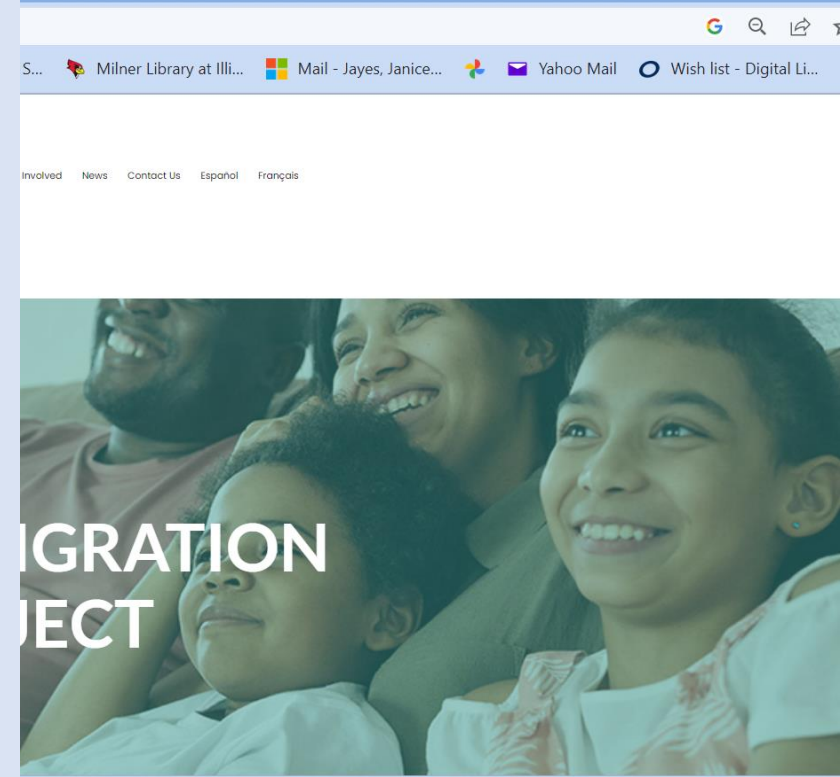 S... Milner Library at Illi... Mail - Jayes, Janice... Yahoo Mail Wish list - Digital Li...
Involved News Contact Us Español Français
IGRATION
JECT